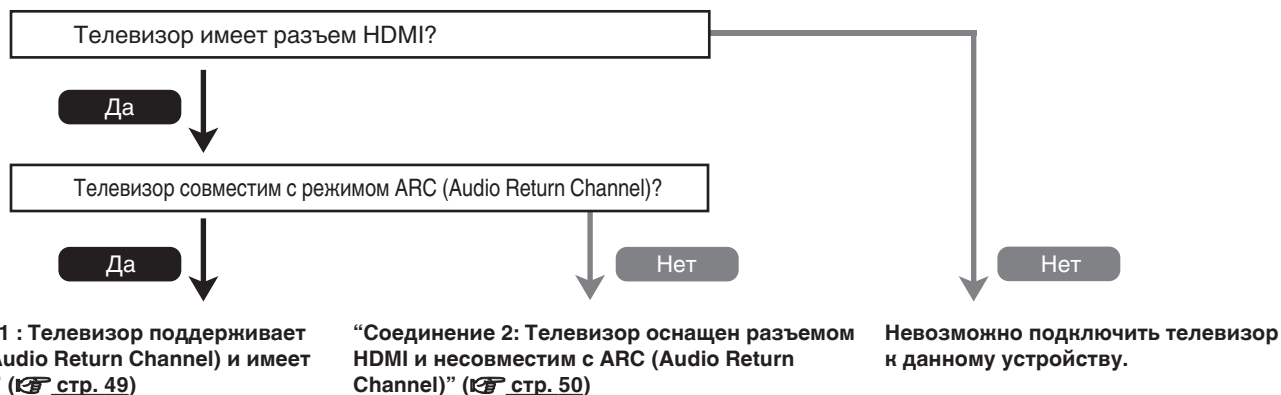 Телевизор имеет разъем HDMI?
Да
Телевизор совместим с режимом ARC (Audio Return Channel)?
Да
Нет
Нет
1 : Телевизор поддерживает
Audio Return Channel) и имеет
” (стр. 49)
“Соединение 2: Телевизор оснащен разъемом
HDMI и несовместим с ARC (Audio Return
Channel)” (стр. 50)
Невозможно подключить телевизор
к данному устройству.